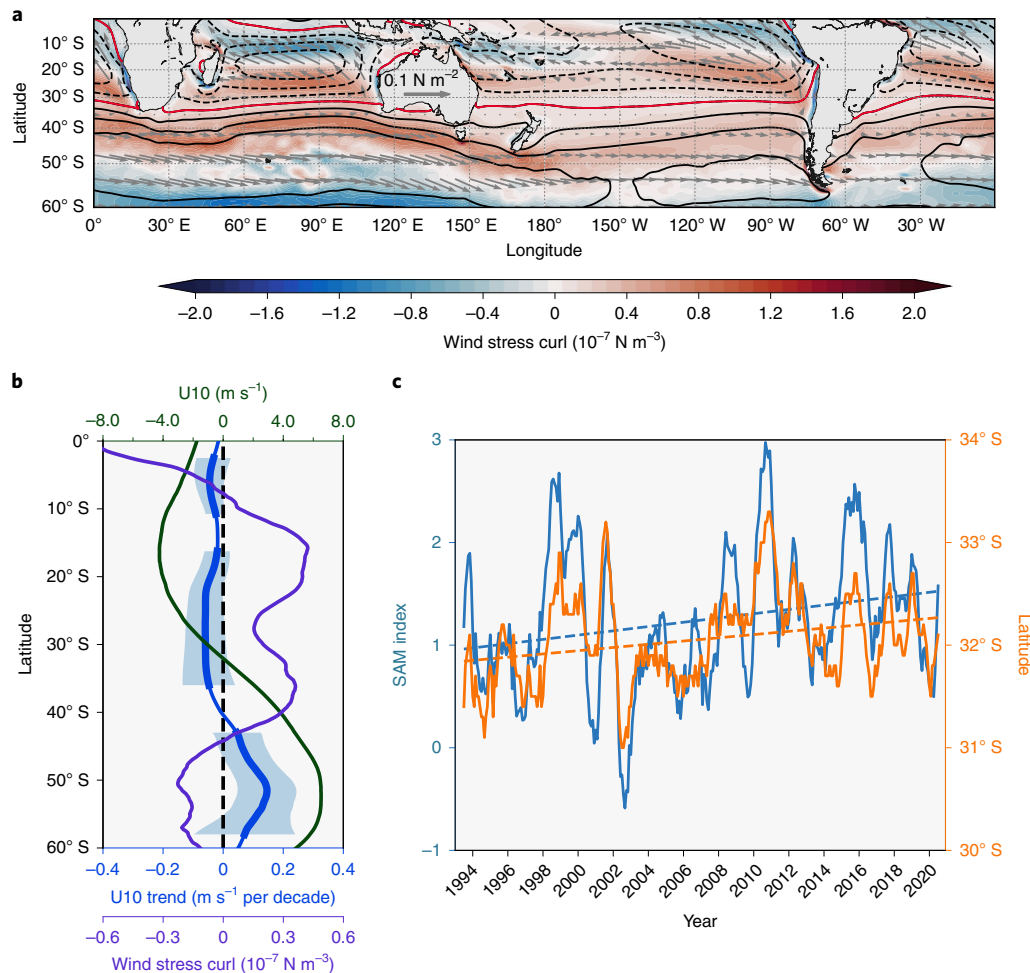 a
Latitude
10° S
20° S
30° S
40° S
50° S
60° S
0.1 N m⁻²
0° 30° E 60° E 90° E 120° E 150° E 180° 150° W 120° W 90° W 60° W 30° W
Longitude
−2.0 −1.6 −1.2 −0.8 −0.4 0 0.4 0.8 1.2 1.6 2.0
Wind stress curl (10⁻⁷ N m⁻³)
b
U10 (m s⁻¹)
−8.0 −4.0 0 4.0 8.0
Latitude
0°
10° S
20° S
30° S
40° S
50° S
60° S
−0.4 −0.2 0 0.2 0.4
U10 trend (m s⁻¹ per decade)
−0.6 −0.3 0 0.3 0.6
Wind stress curl (10⁻⁷ N m⁻³)
c
SAM index
3
2
1
0
−1
34° S
33° S
32° S
31° S
30° S
Latitude
1994 1996 1998 2000 2002 2004 2006 2008 2010 2012 2014 2016 2018 2020
Year